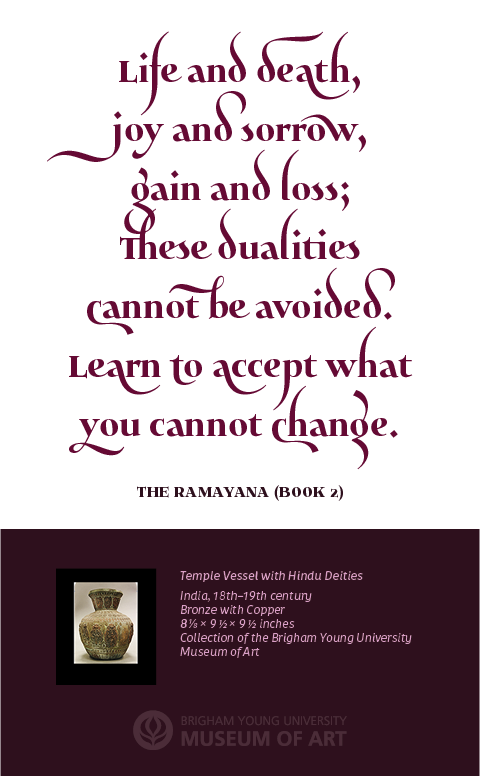 Life and death,
joy and sorrow,
gain and loss;
These dualities
cannot be avoided.
Learn to accept what
you cannot change.
THE RAMAYANA (BOOK 2)
Temple Vessel with Hindu Deities
India, 18th–19th century
Bronze with Copper
8⅛ × 9 ½ × 9 ½ inches
Collection of the Brigham Young University
Museum of Art
BRIGHAM YOUNG UNIVERSITY
MUSEUM OF ART